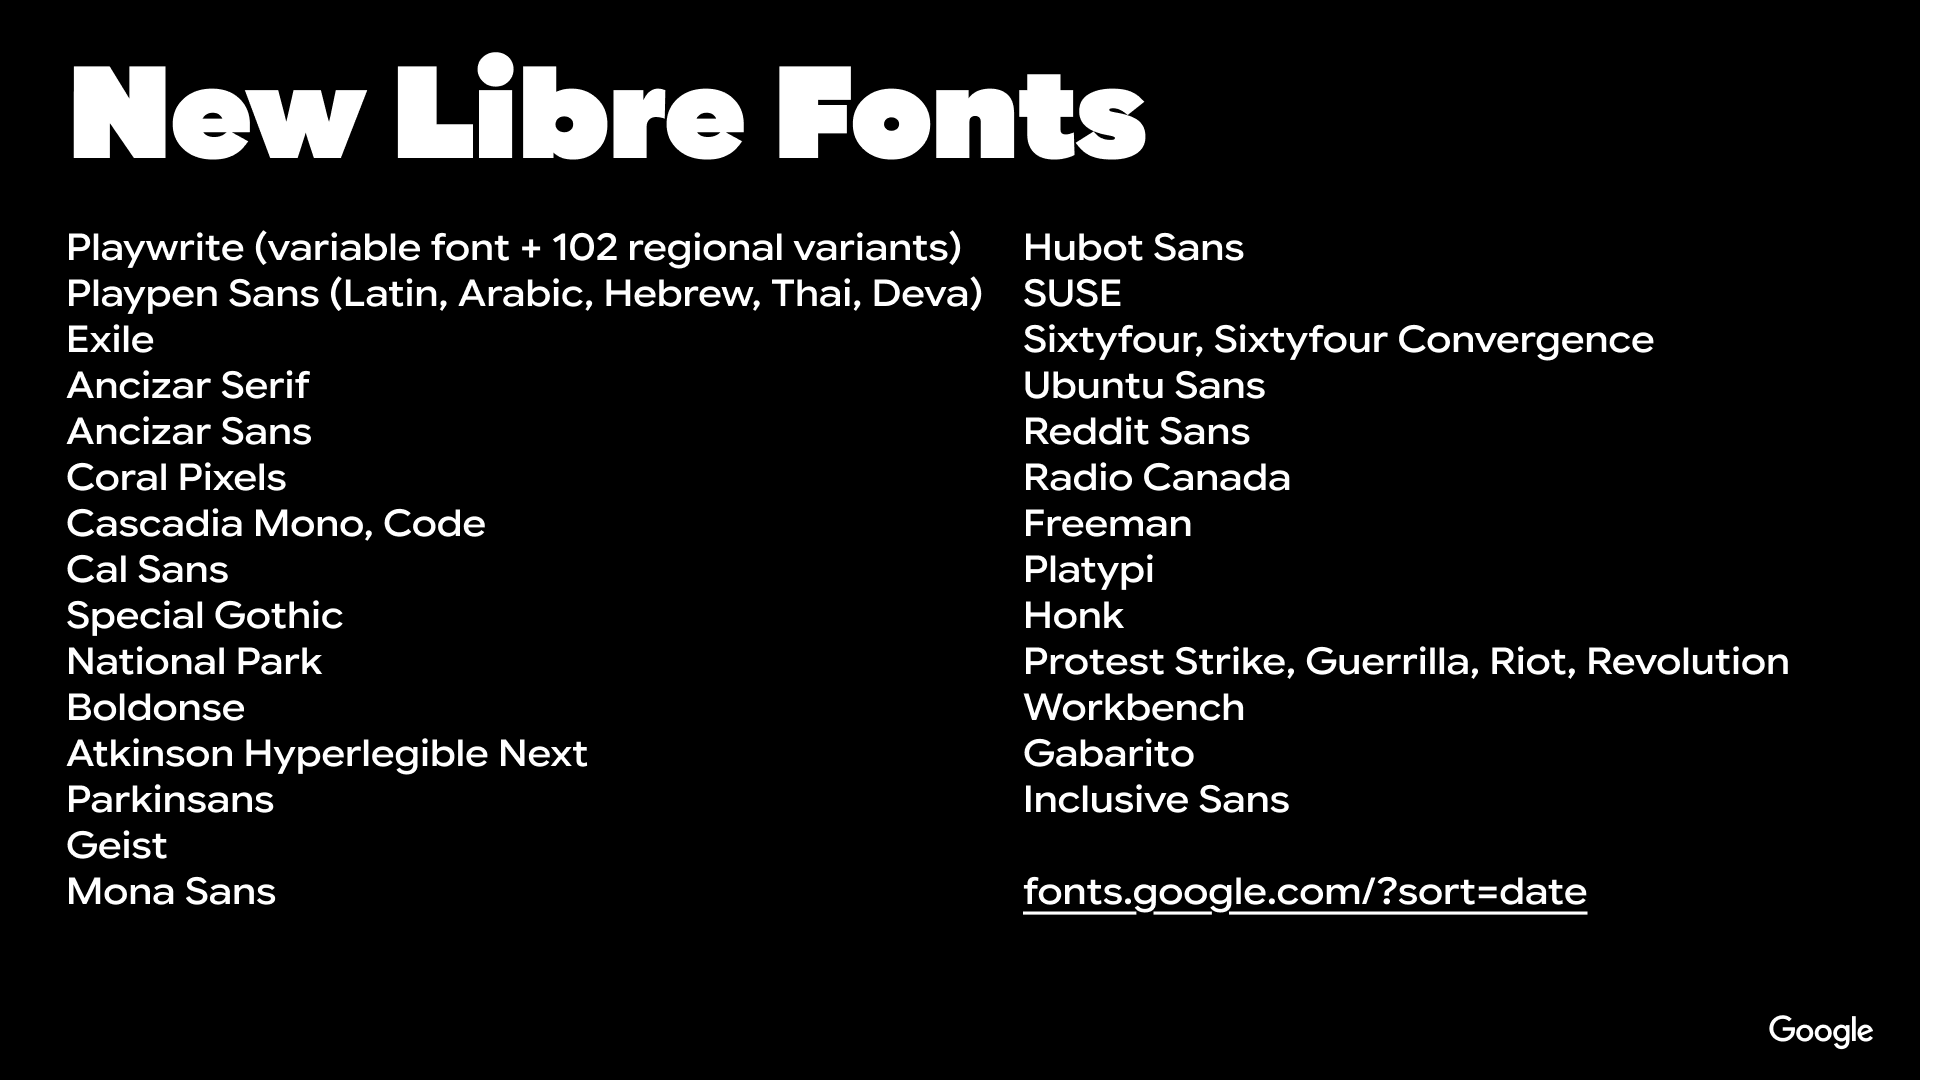 New Libre Fonts
Playwrite (variable font + 102 regional variants)
Playpen Sans (Latin, Arabic, Hebrew, Thai, Deva)
Exile
Ancizar Serif
Ancizar Sans
Coral Pixels
Cascadia Mono, Code
Cal Sans
Special Gothic
National Park
Boldonse
Atkinson Hyperlegible Next
Parkinsans
Geist
Mona Sans
Hubot Sans
SUSE
Sixtyfour, Sixtyfour Convergence
Ubuntu Sans
Reddit Sans
Radio Canada
Freeman
Platypi
Honk
Protest Strike, Guerrilla, Riot, Revolution
Workbench
Gabarito
Inclusive Sans
fonts.google.com/?sort=date
Google